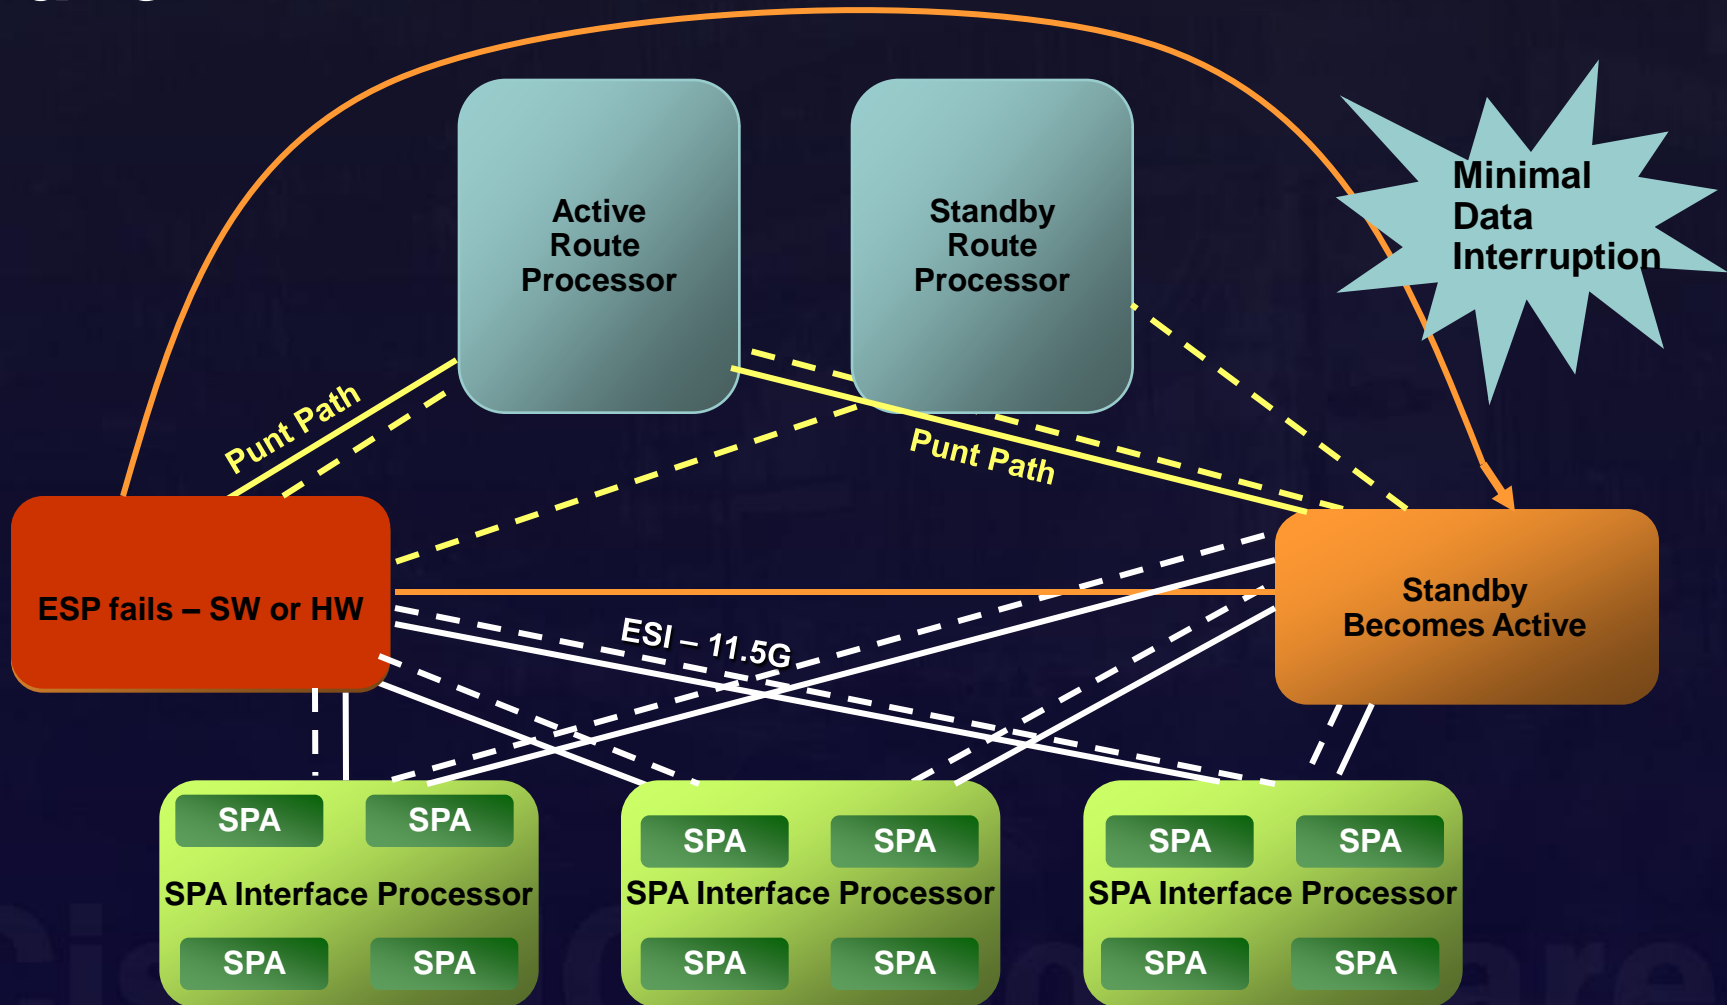 Active
Route
Processor
Standby
Route
Processor
Minimal
Data
Interruption
Punt Path
Punt Path
ESP fails – SW or HW
ESI – 11.5G
Standby
Becomes Active
SPA SPA
SPA Interface Processor
SPA SPA
SPA SPA
SPA Interface Processor
SPA SPA
SPA SPA
SPA Interface Processor
SPA SPA